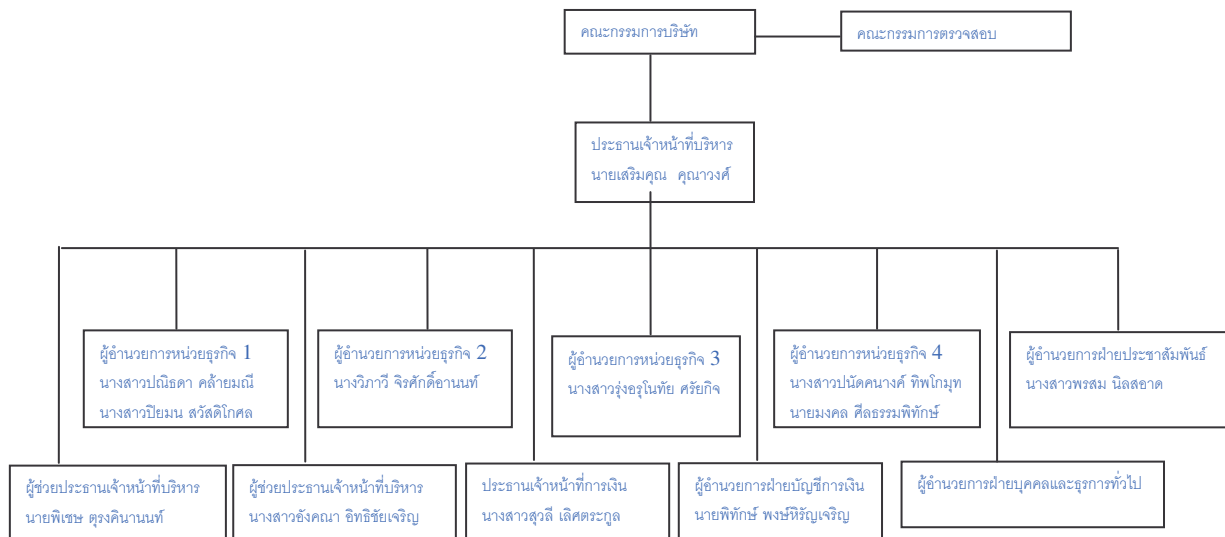 คณะกรรมการบริษัท
คณะกรรมการตรวจสอบ
ประธานเจ้าหน้าที่บริหาร
นายเสริมคุณ คุณาวงศ์
ผู้อำนวยการหน่วยธุรกิจ 1
นางสาวปณิธดา คล้ายมณี
นางสาวปิยมน สวัสดิโกศล
ผู้อำนวยการหน่วยธุรกิจ 2
นางวิภาวี จิรศักดิ์อานนท์
ผู้อำนวยการหน่วยธุรกิจ 3
นางสาวรุ่งอรุโนทัย ศรัยกิจ
ผู้อำนวยการหน่วยธุรกิจ 4
นางสาวปนัดคนางค์ ทิพโกมุท
นายมงคล ศีลธรรมพิทักษ์
ผู้อำนวยการฝ่ายประชาสัมพันธ์
นางสาวพรสม นิลสอาด
ผู้ช่วยประธานเจ้าหน้าที่บริหาร
นายพิเชษ ตุรงคินานนท์
ผู้ช่วยประธานเจ้าหน้าที่บริหาร
นางสาวอังคณา อิทธิชัยเจริญ
ประธานเจ้าหน้าที่การเงิน
นางสาวสุวลี เลิศตระกูล
ผู้อำนวยการฝ่ายบัญชีการเงิน
นายพิทักษ์ พงษ์หิรัญเจริญ
ผู้อำนวยการฝ่ายบุคคลและธุรการทั่วไป